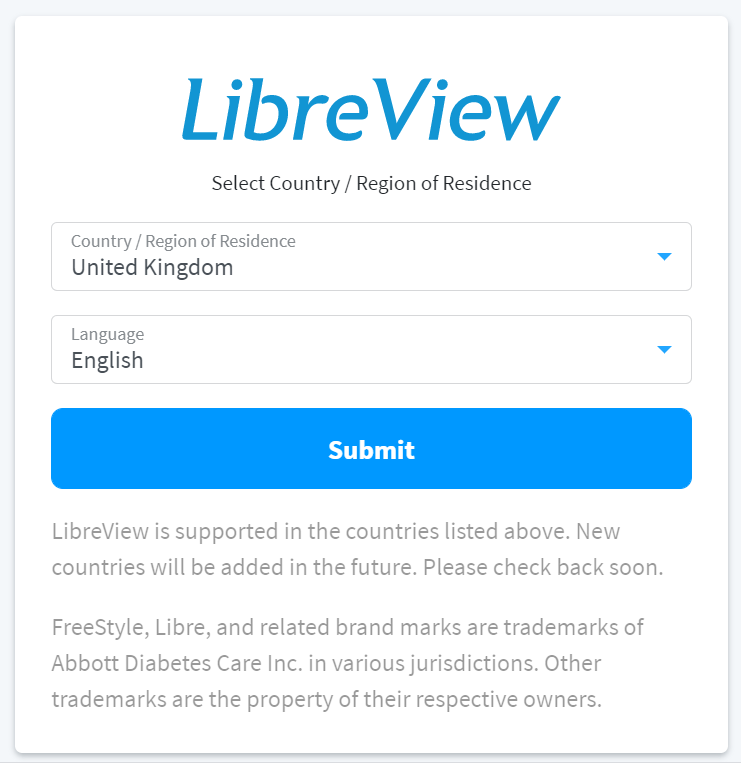 LibreView
Select Country / Region of Residence
Country / Region of Residence
United Kingdom
Language
English
Submit
LibreView is supported in the countries listed above. New
countries will be added in the future. Please check back soon.
FreeStyle, Libre, and related brand marks are trademarks of
Abbott Diabetes Care Inc. in various jurisdictions. Other
trademarks are the property of their respective owners.